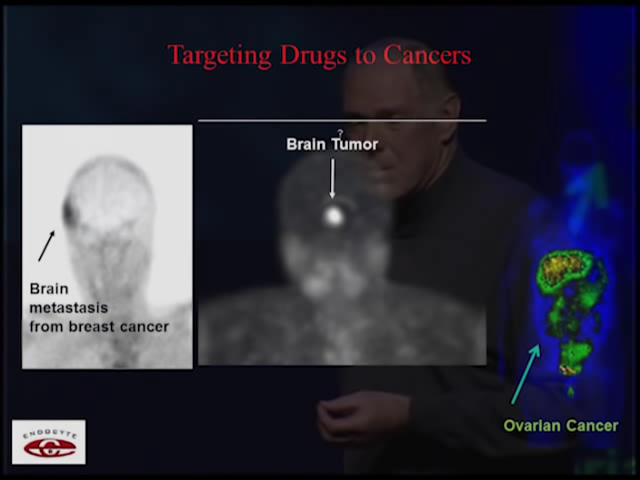 Targeting Drugs to Cancers
?
Brain Tumor
Brain
metastasis
from breast cancer
Ovarian Cancer
ENDOCYTE